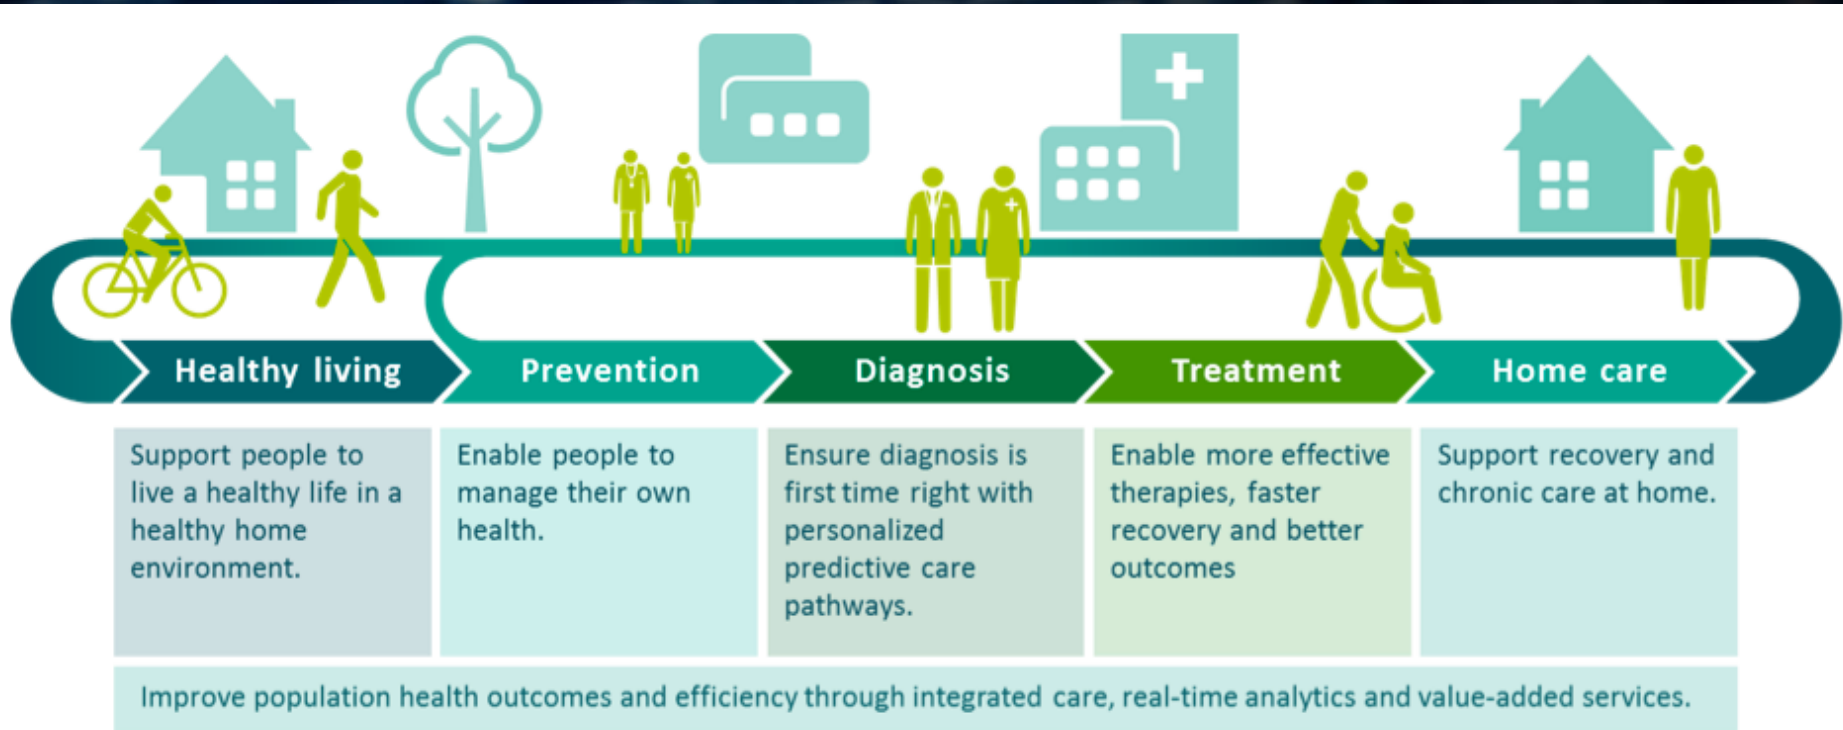 Healthy living
Prevention
Diagnosis
Treatment
Home care
Support people to
live a healthy life in a
healthy home
environment.
Enable people to
manage their own
health.
Ensure diagnosis is
first time right with
personalized
predictive care
pathways.
Enable more effective
therapies, faster
recovery and better
outcomes
Support recovery and
chronic care at home.
Improve population health outcomes and efficiency through integrated care, real-time analytics and value-added services.